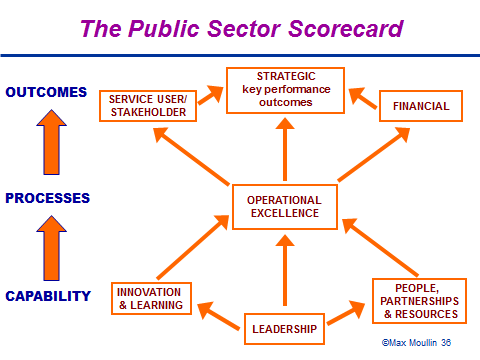 The Public Sector Scorecard
OUTCOMES
SERVICE USER/
STAKEHOLDER
STRATEGIC
key performance
outcomes
FINANCIAL
PROCESSES
OPERATIONAL
EXCELLENCE
CAPABILITY
INNOVATION
& LEARNING
LEADERSHIP
PEOPLE,
PARTNERSHIPS
& RESOURCES
©Max Moullin 36